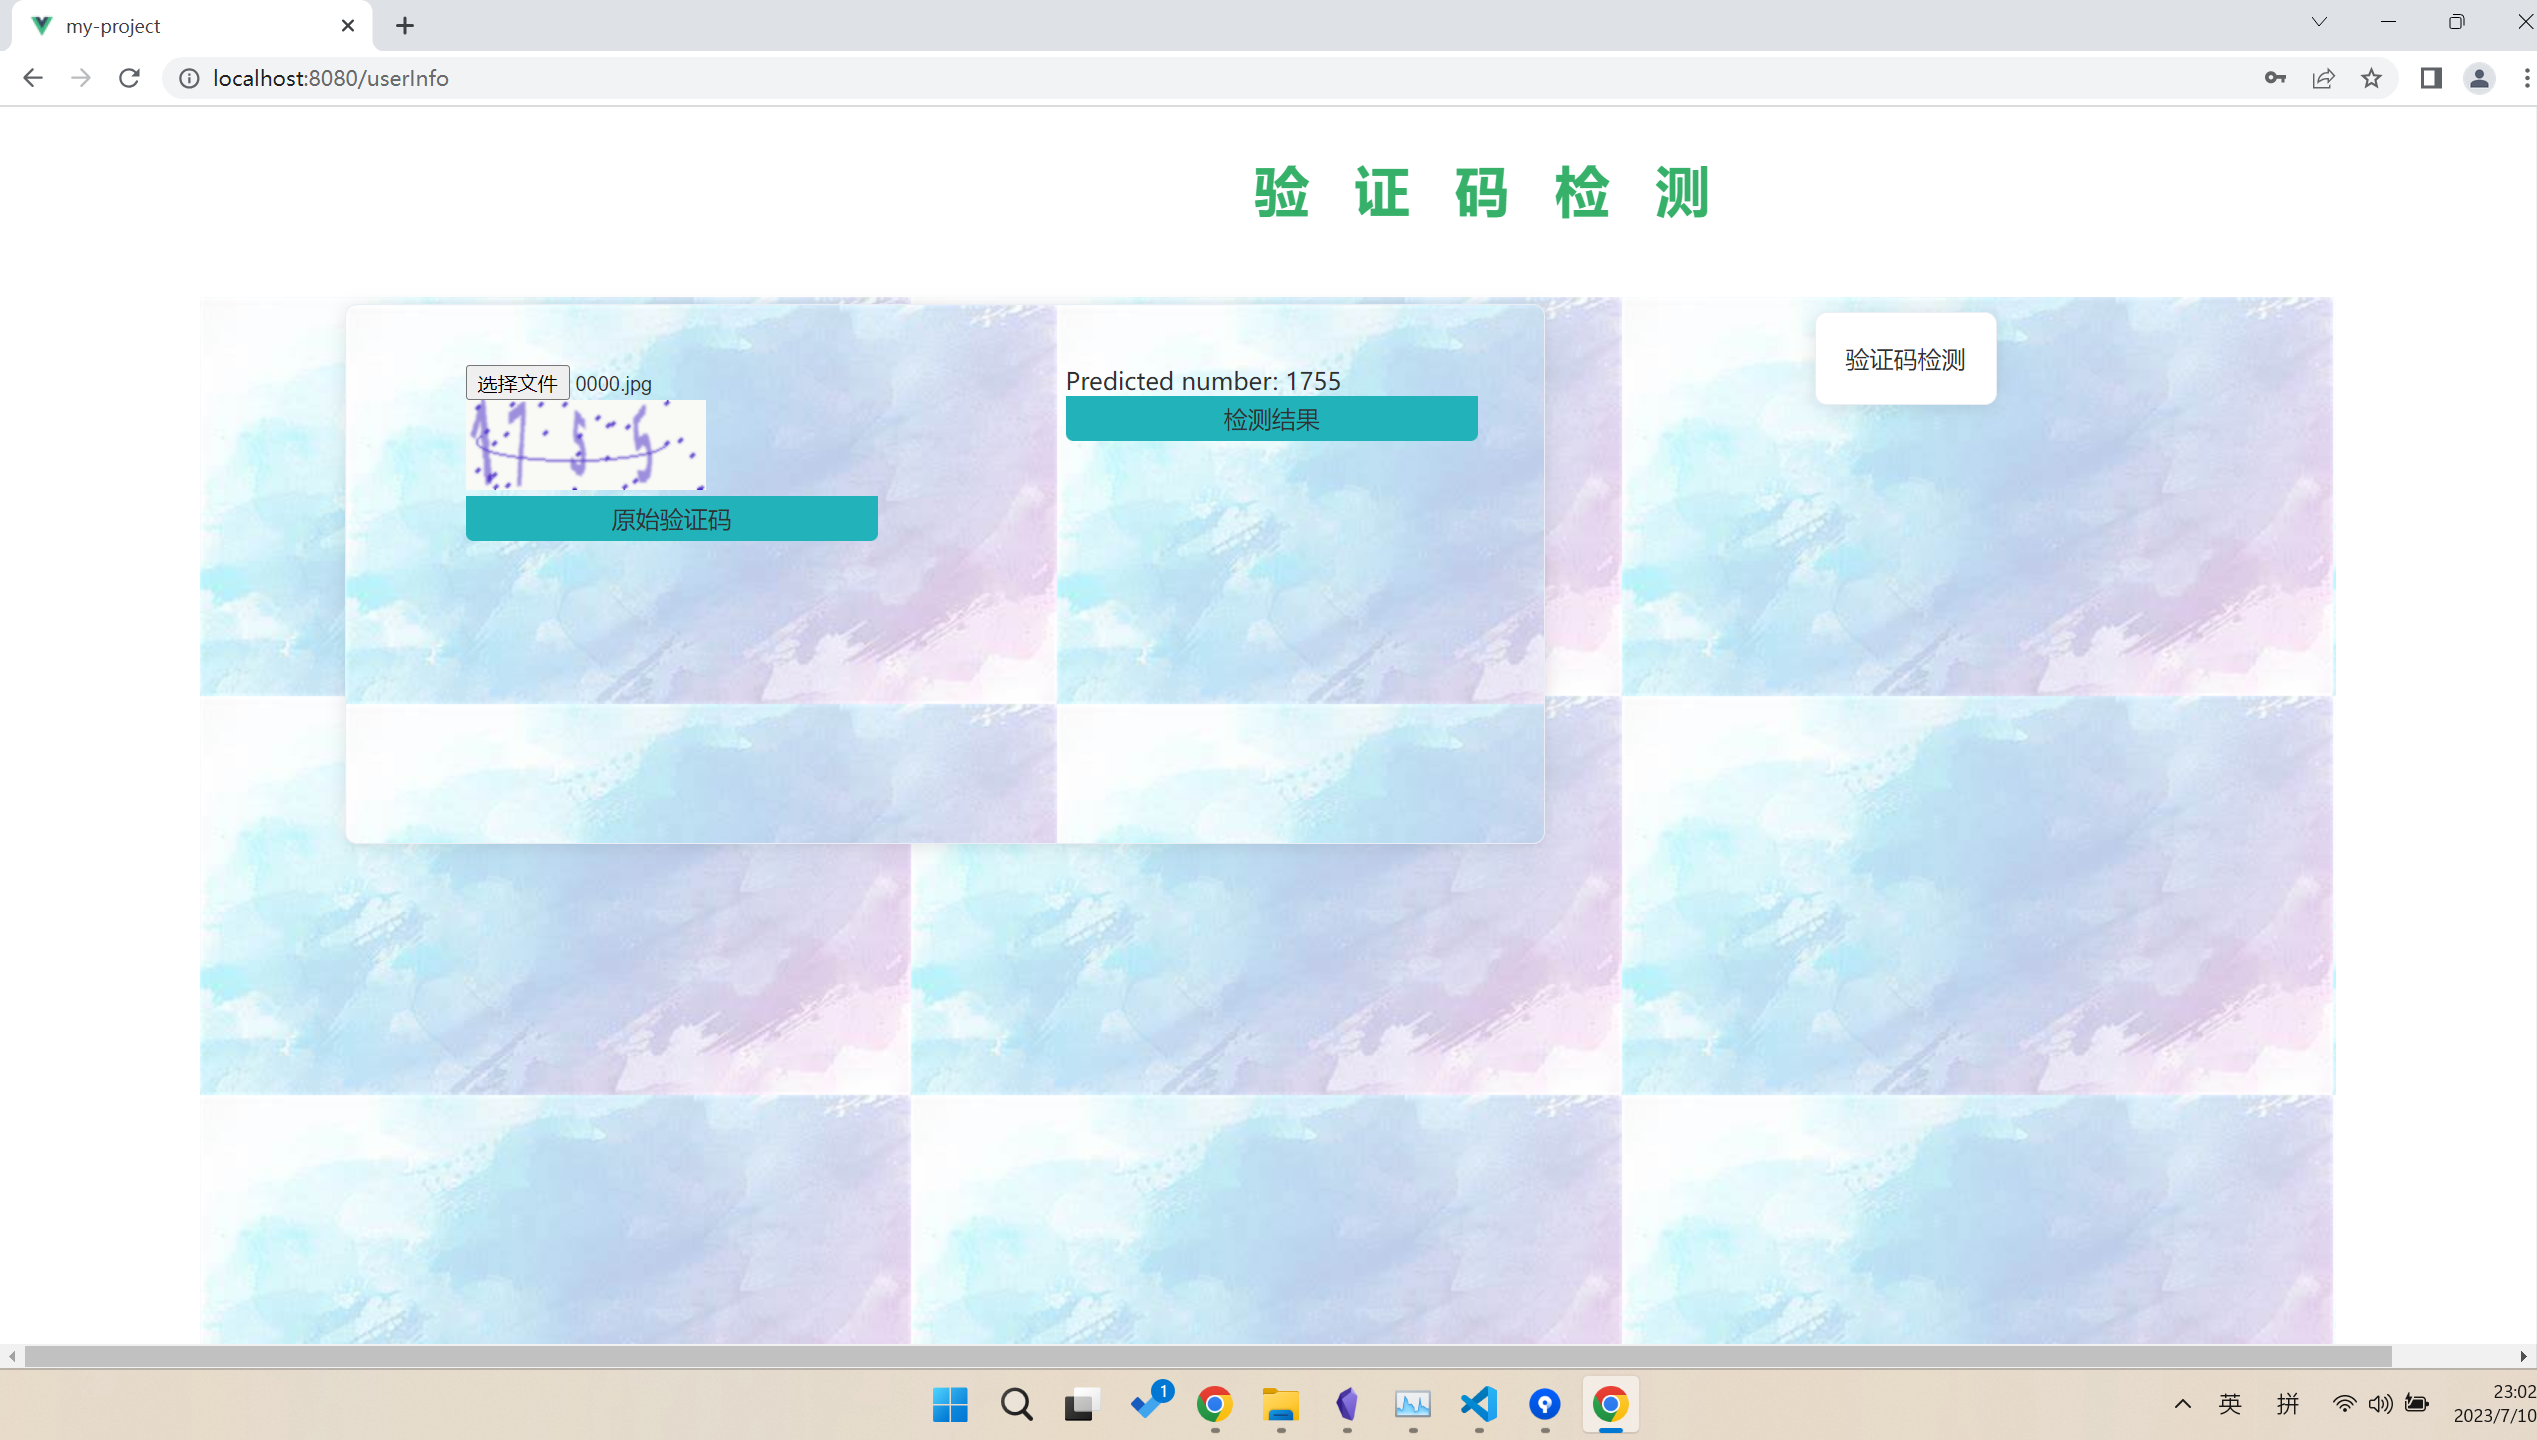 my-project
localhost:8080/userInfo
验证码检测
选择文件 0000.jpg
1755
原始验证码
Predicted number: 1755
检测结果
验证码检测
1
英
拼
23:02
2023/7/10